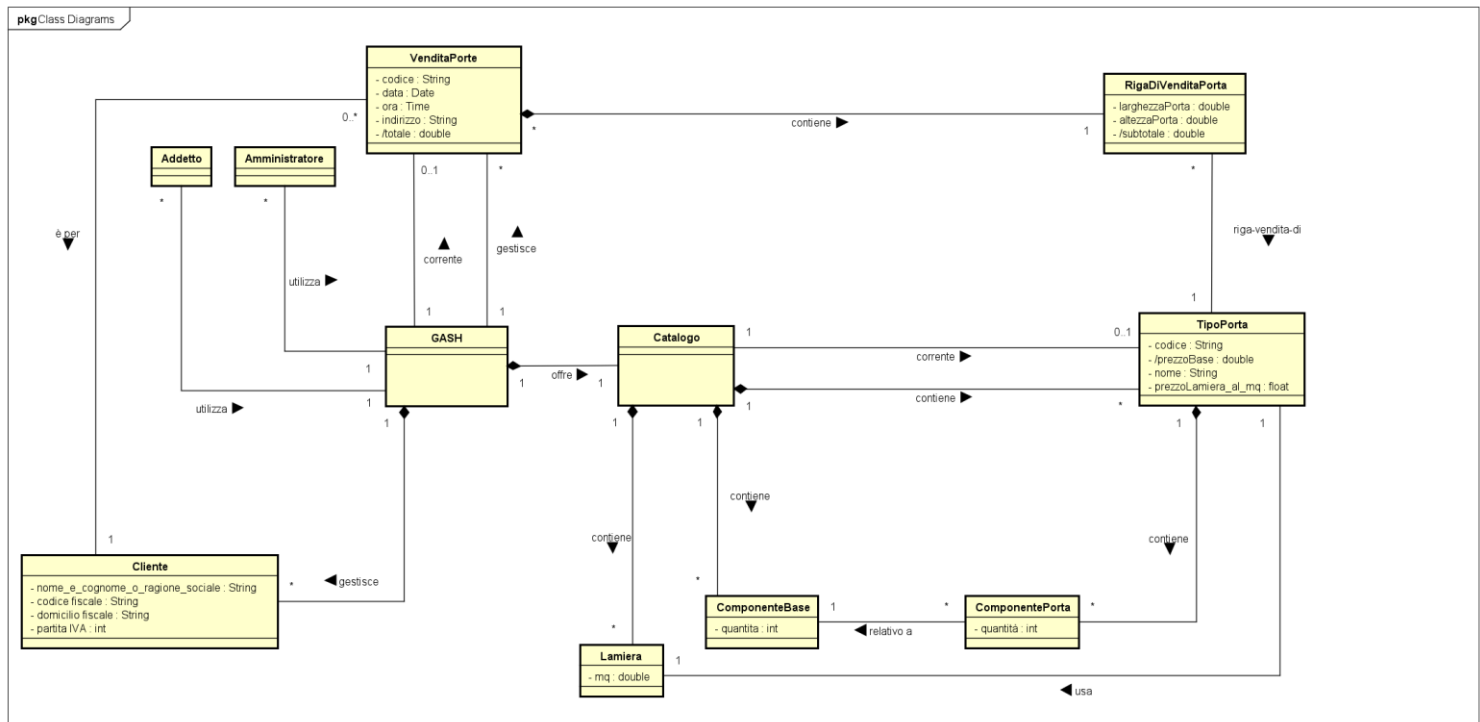 pkg Class Diagrams
VenditaPorte
- codice : String
- data : Date
- ora : Time
- indirizzo : String
- /totale : double
RigaDiVenditaPorta
- larghezzaPorta : double
- altezzaPorta : double
- /subtotale : double
0..*
*
contiene
1
Addetto
Amministratore
0..1
*
*
*
*
è per
corrente
gestisce
riga-vendita-di
utilizza
1
1
1
GASH
Catalogo
TipoPorta
- codice : String
- /prezzoBase : double
- nome : String
- prezzoLamiera_al_mq : float
1
0..1
corrente
1
offre
1
1
1
contiene
*
utilizza
1
1
1
1
1
1
contiene
contiene
contiene
1
Cliente
- nome_e_cognome_o_ragione_sociale : String
- codice fiscale : String
- domicilio fiscale : String
- partita IVA : int
*
gestisce
*
ComponenteBase
- quantita : int
1
relativo a
*
ComponentePorta
- quantità : int
*
*
Lamiera
- mq : double
1
usa